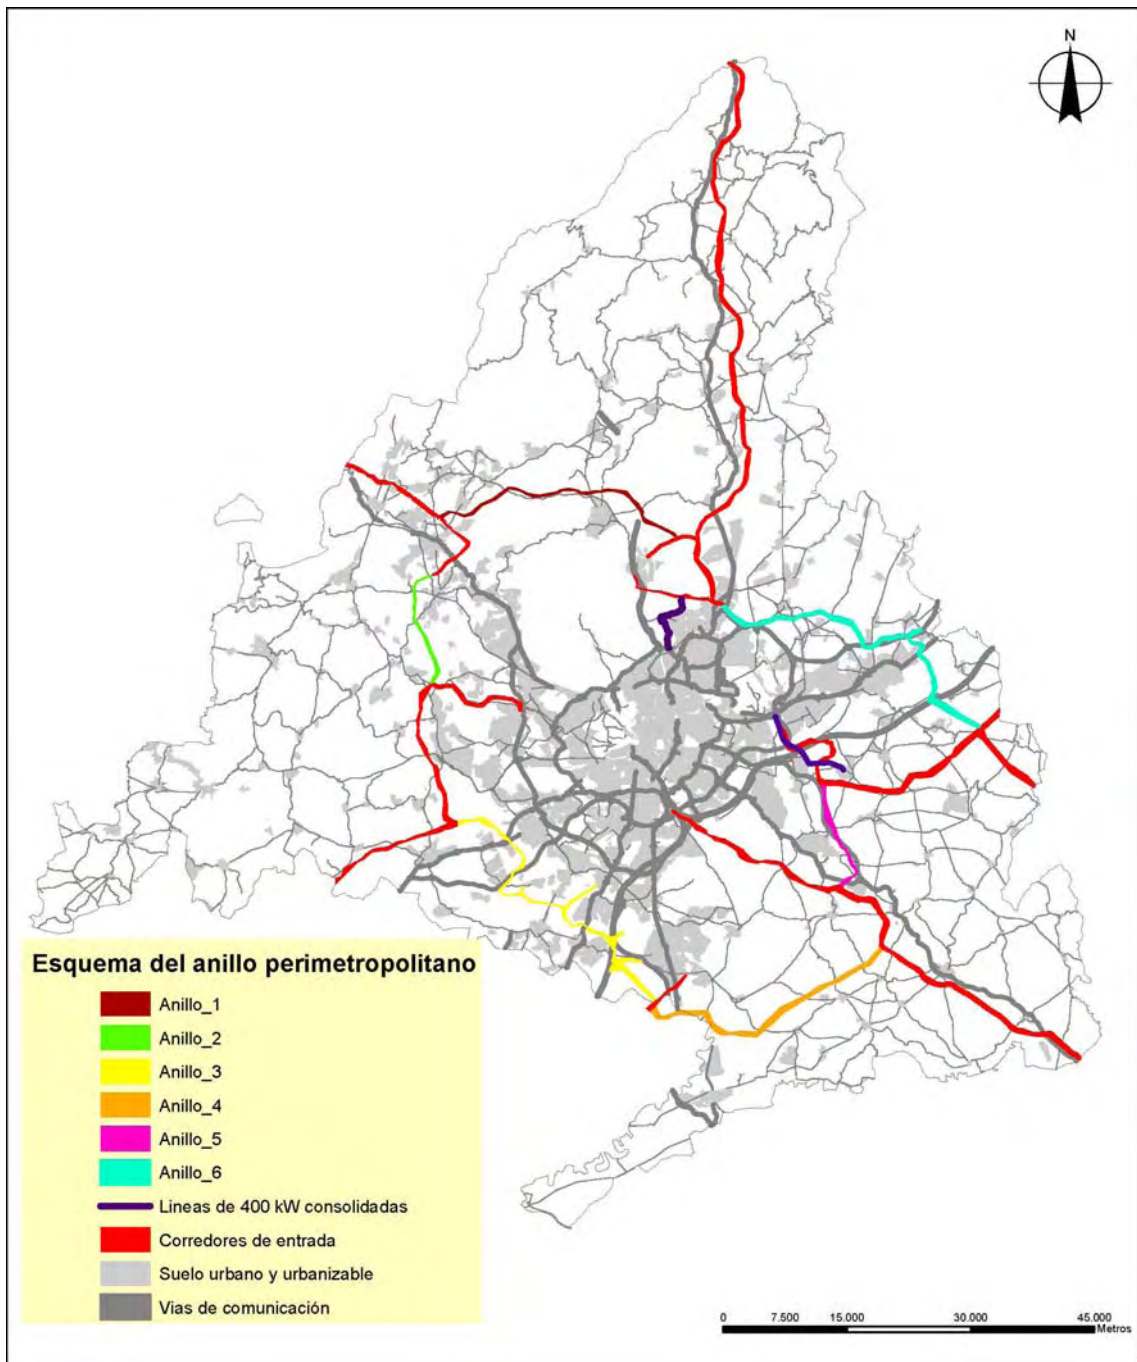 N
Esquema del anillo perimetropolitano
Anillo_1
Anillo_2
Anillo_3
Anillo_4
Anillo_5
Anillo_6
Lineas de 400 kW consolidadas
Corredores de entrada
Suelo urbano y urbanizable
Vias de comunicación
0 7.500 15.000 30.000 45.000
Metros